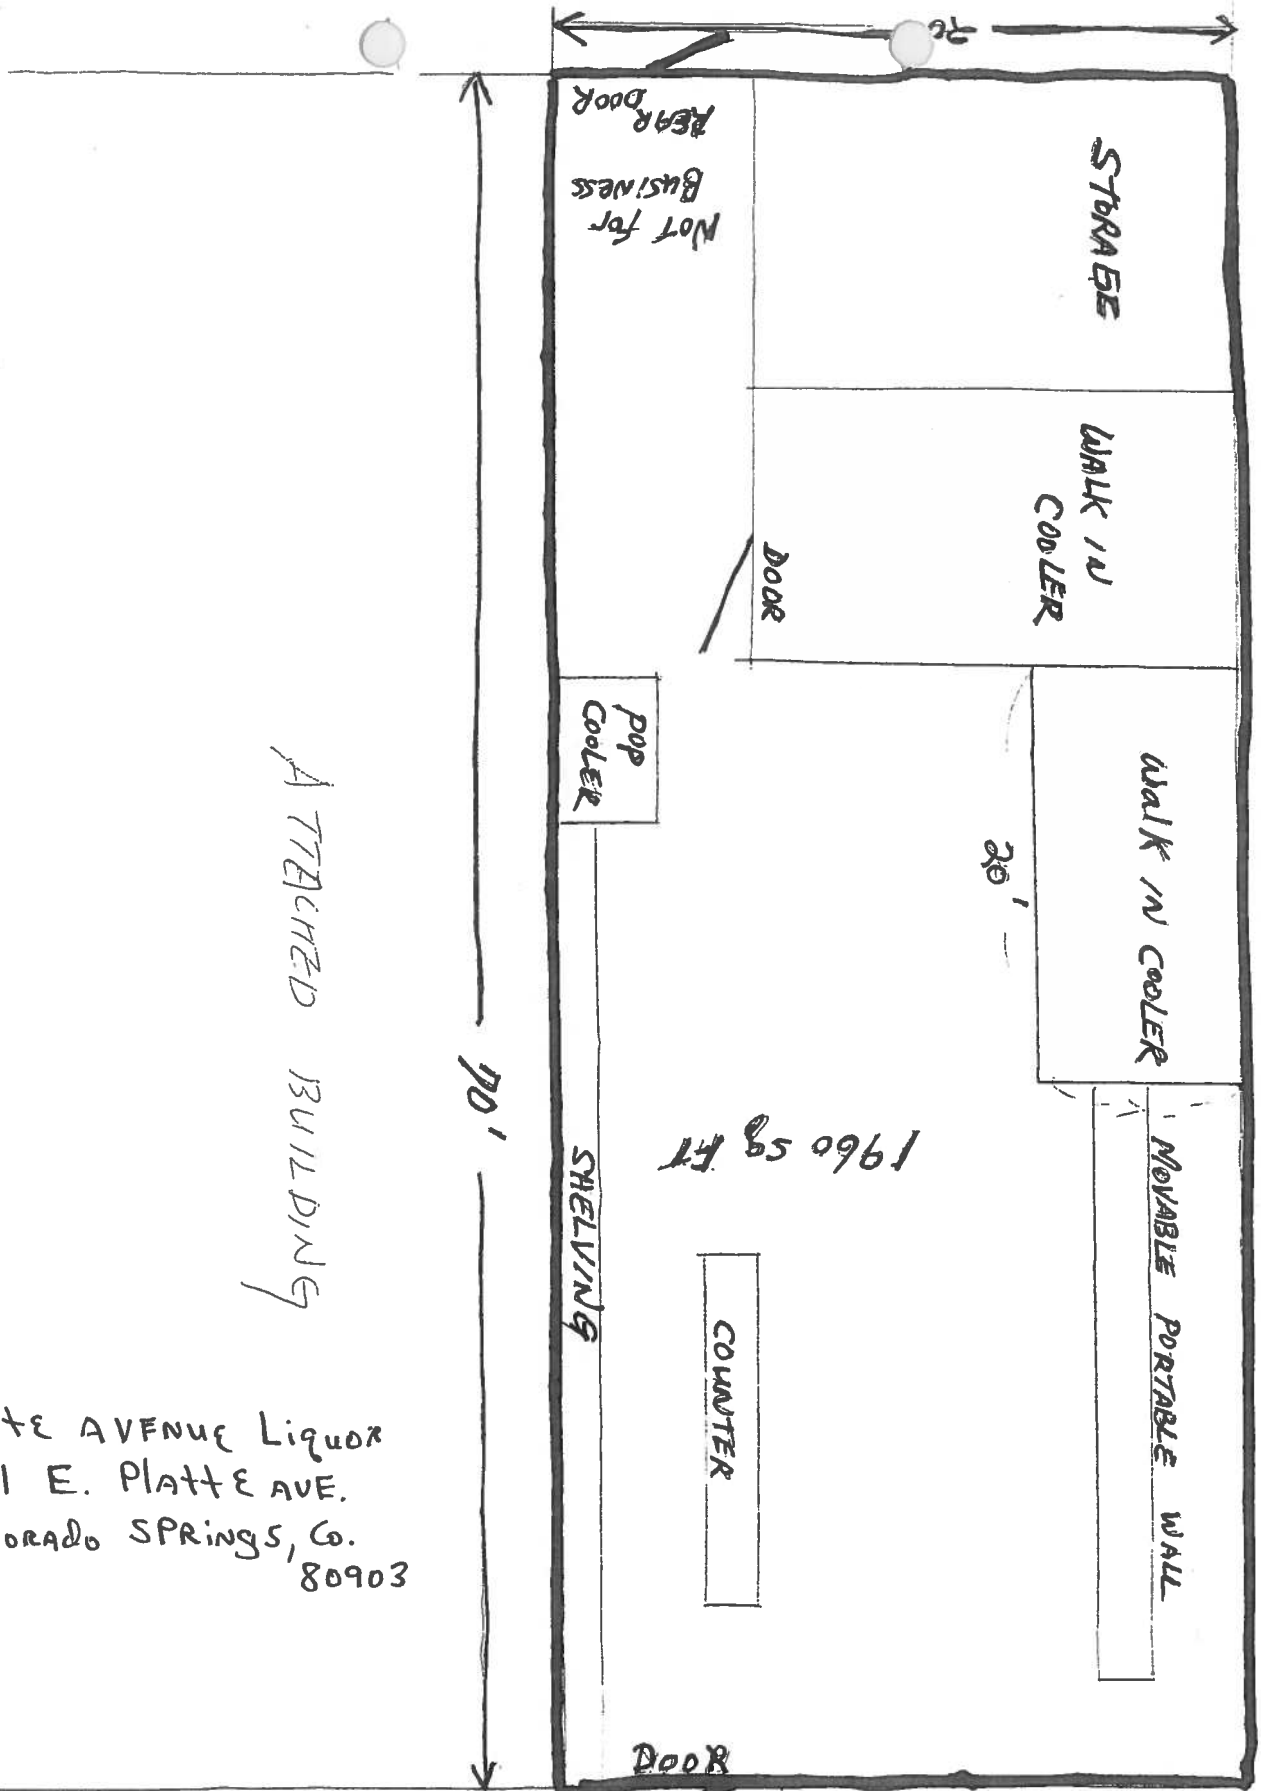 REAR
DOOR
NOT for
BUSINESS
STORAGE
WALK IN
COOLER
DOOR
POP
COOLER
WALK IN COOLER
20'
70'
1960 SQ FT
SHELVING
COUNTER
MOVABLE PORTABLE WALL
DOOR
ATTACHED BUILDING
AVENUE LiquoR
E. PlAttE AVE.
SPRiNgS, Co.
80903